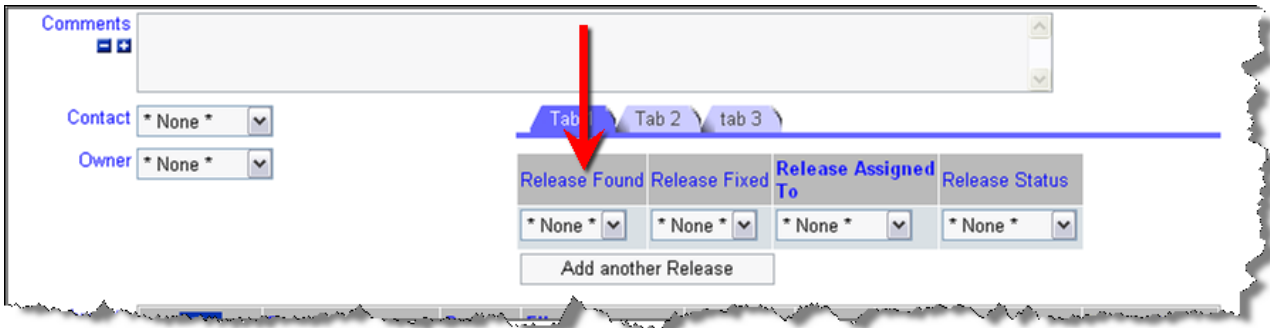 Comments
Contact * None *
Tab 2 tab 3
Owner * None *
Release Found Release Fixed Release Assigned To Release Status
* None * * None * * None * * None *
Add another Release